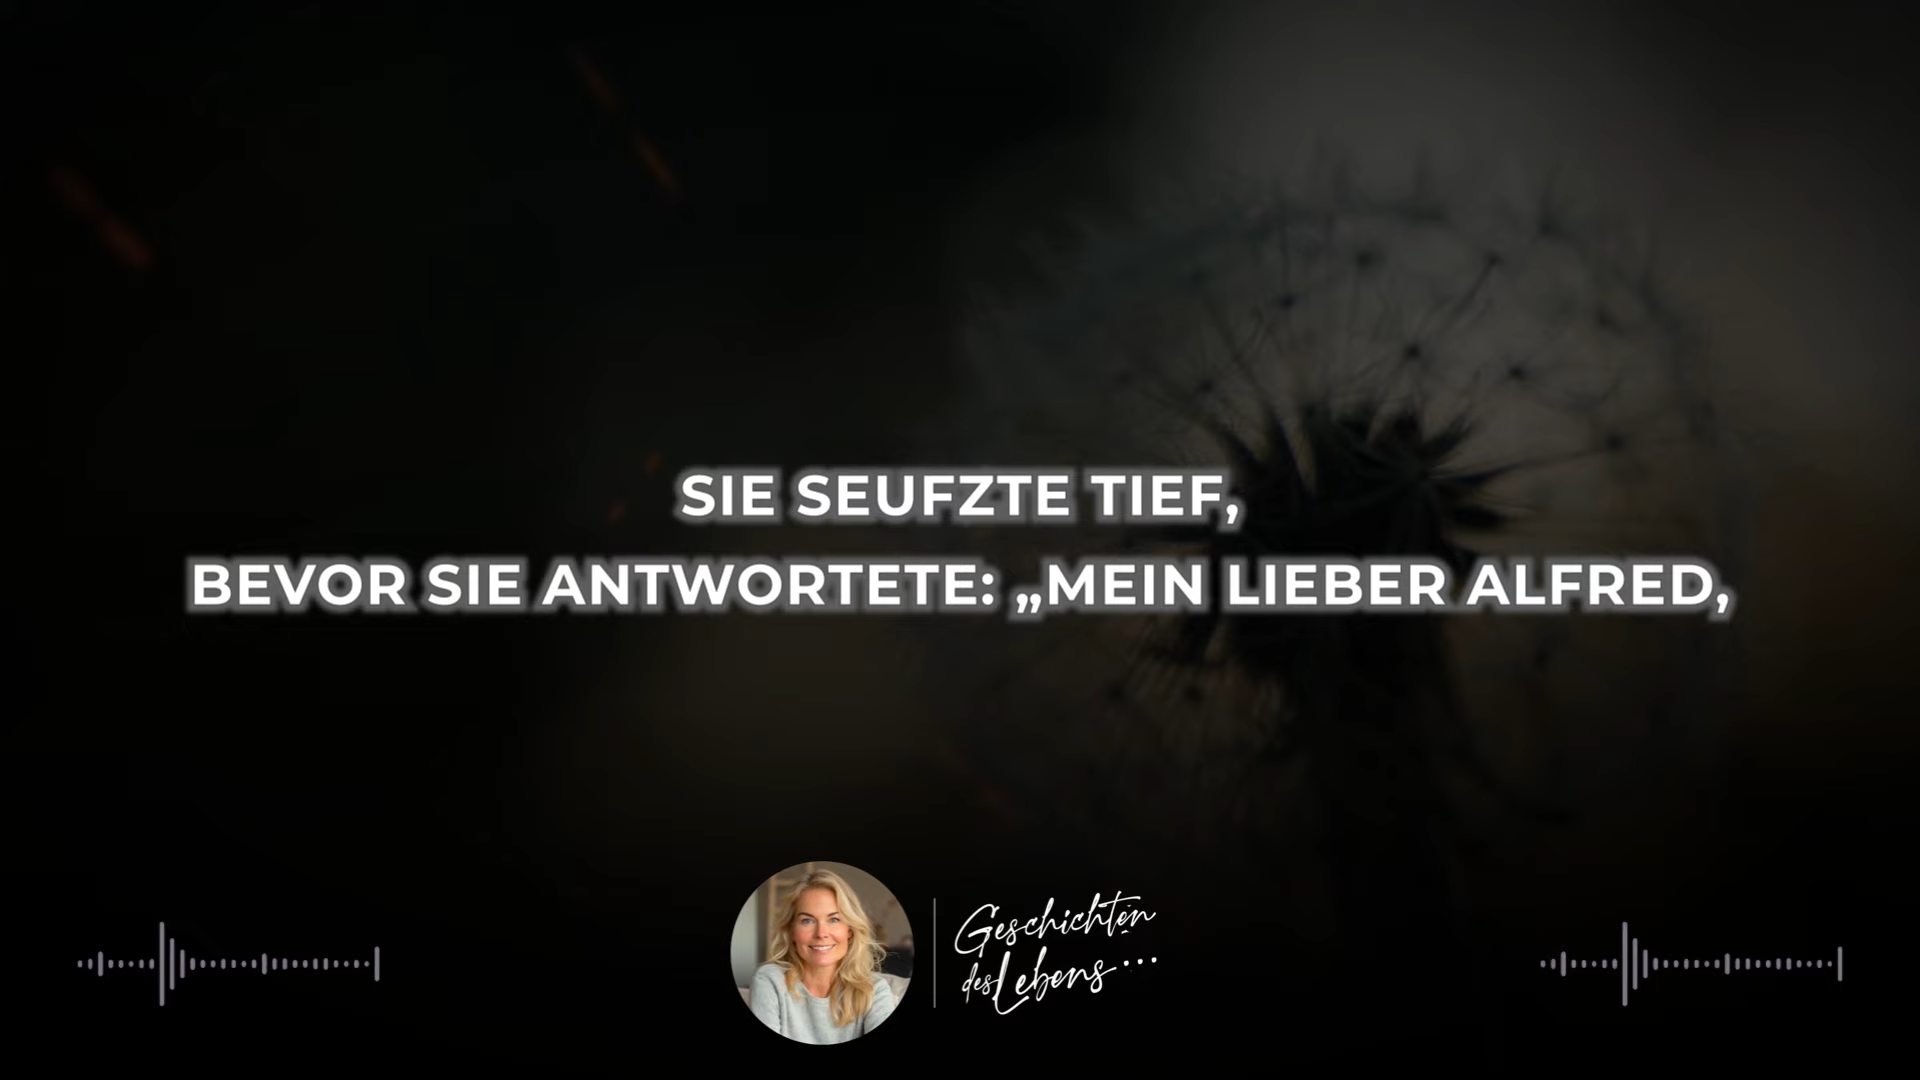 SIE SEUFZTE TIEF,
BEVOR SIE ANTWORTETE: „MEIN LIEBER ALFRED,
Geschichten
des Lebens...